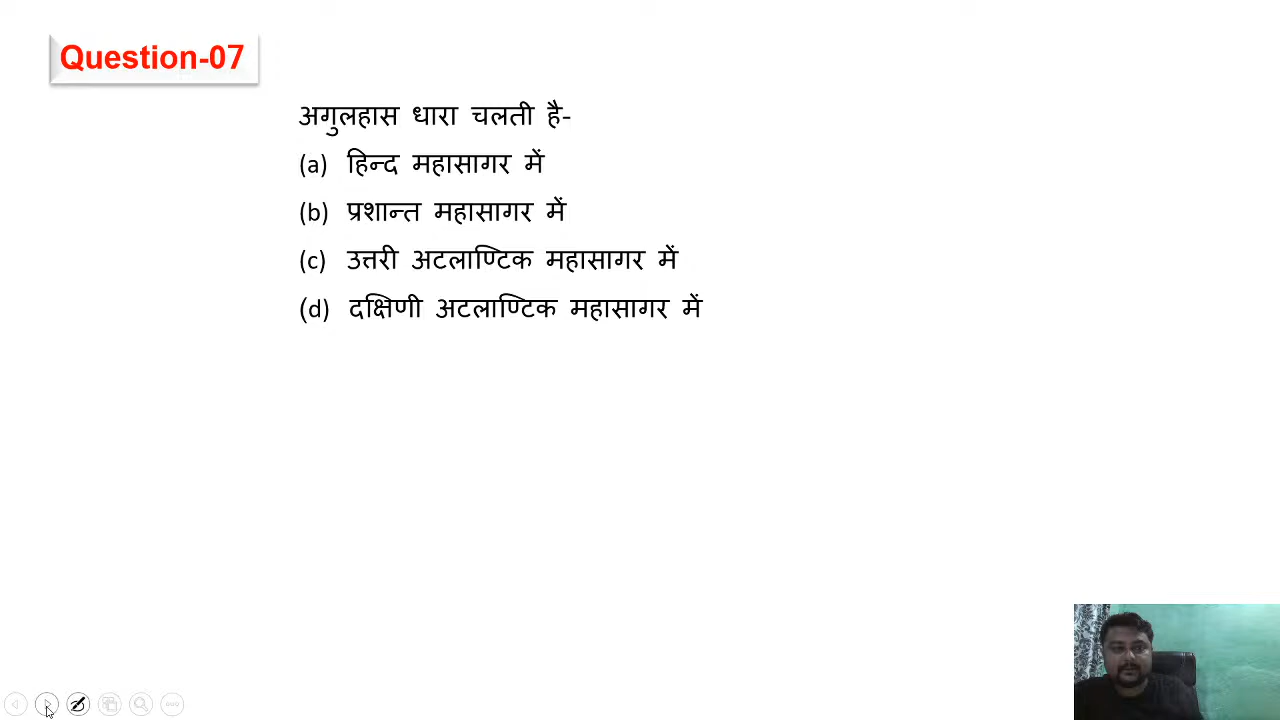 Question-07
अगुलहास धारा चलती है-
(a) हिन्द महासागर में
(b) प्रशान्त महासागर में
(c) उत्तरी अटलाण्टिक महासागर में
(d) दक्षिणी अटलाण्टिक महासागर में